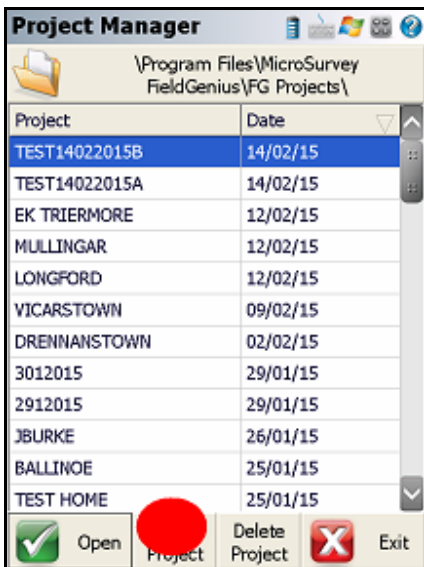 Project Manager
\Program Files\MicroSurvey
FieldGenius\FG Projects\
Project Date
TEST14022015B 14/02/15
TEST14022015A 14/02/15
EK TRIERMORE 12/02/15
MULLINGAR 12/02/15
LONGFORD 12/02/15
VICARSTOWN 09/02/15
DRENNANSTOWN 02/02/15
3012015 29/01/15
2912015 29/01/15
JBURKE 26/01/15
BALLINOE 25/01/15
TEST HOME 25/01/15
Open
Project
Delete
Project
Exit